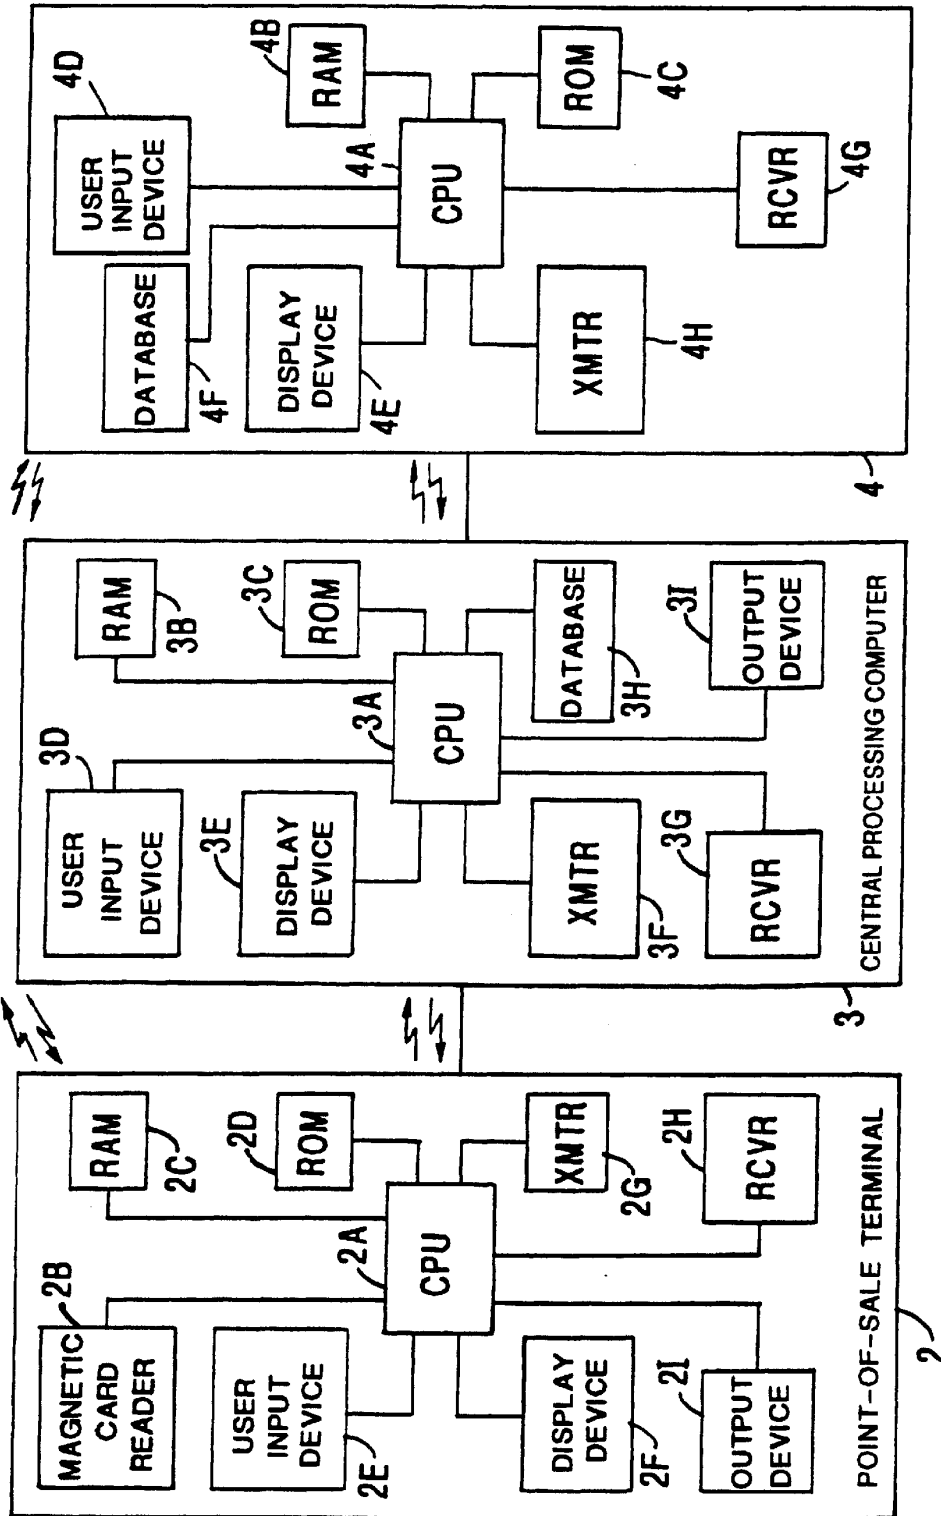 MAGNETIC
CARD
READER
2B
RAM
2C
USER
INPUT
DEVICE
2E
2A
CPU
2D
ROM
DISPLAY
DEVICE
2F
XMTR
2G
2I
OUTPUT
DEVICE
2H
RCVR
POINT-OF-SALE TERMINAL
2
USER
INPUT
DEVICE
3D
RAM
3B
3E
DISPLAY
DEVICE
3A
CPU
3C
ROM
XMTR
3F
DATABASE
3H
3G
RCVR
3I
OUTPUT
DEVICE
CENTRAL PROCESSING COMPUTER
3
USER
INPUT
DEVICE
4D
DATABASE
4F
4B
RAM
DISPLAY
DEVICE
4E
4A
CPU
ROM
4C
XMTR
4H
RCVR
4G
4